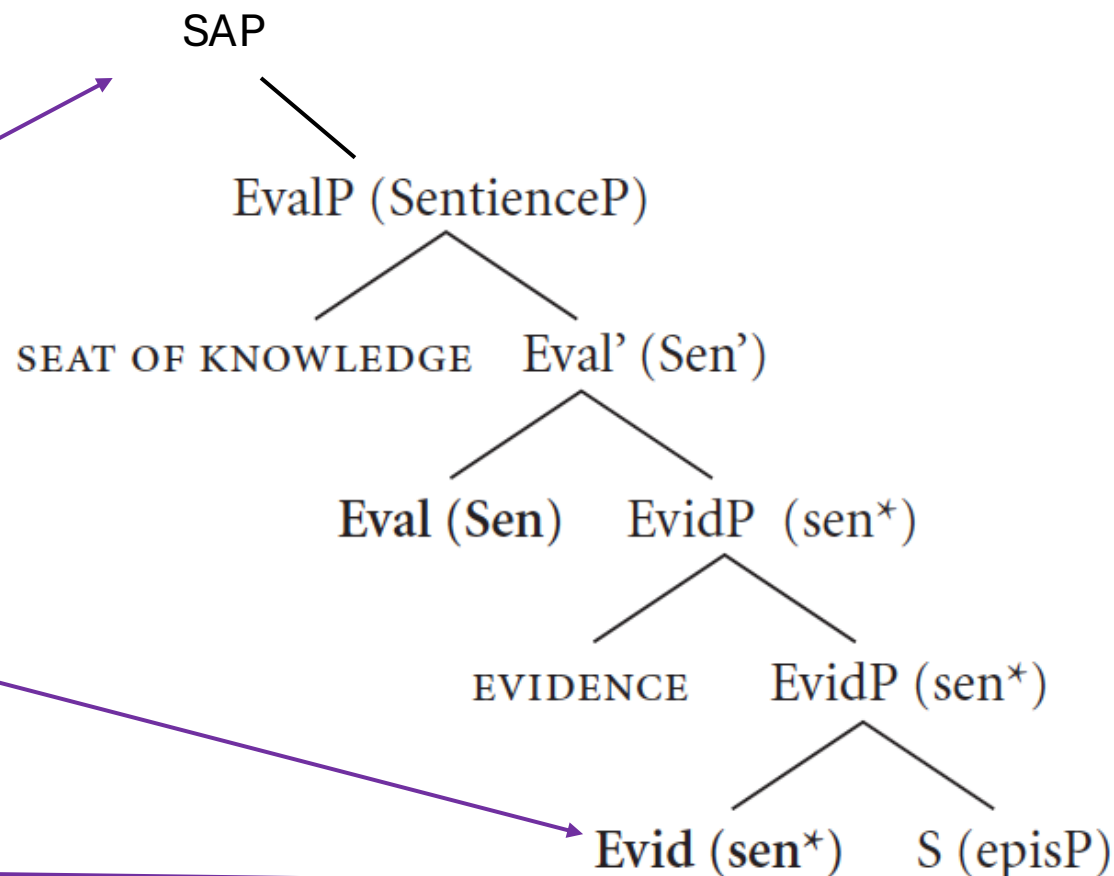 SAP
EvalP (SentienceP)
SEAT OF KNOWLEDGE Eval’ (Sen’)
Eval (Sen) EvidP (sen*)
EVIDENCE EvidP (sen*)
Evid (sen*) S (episP)